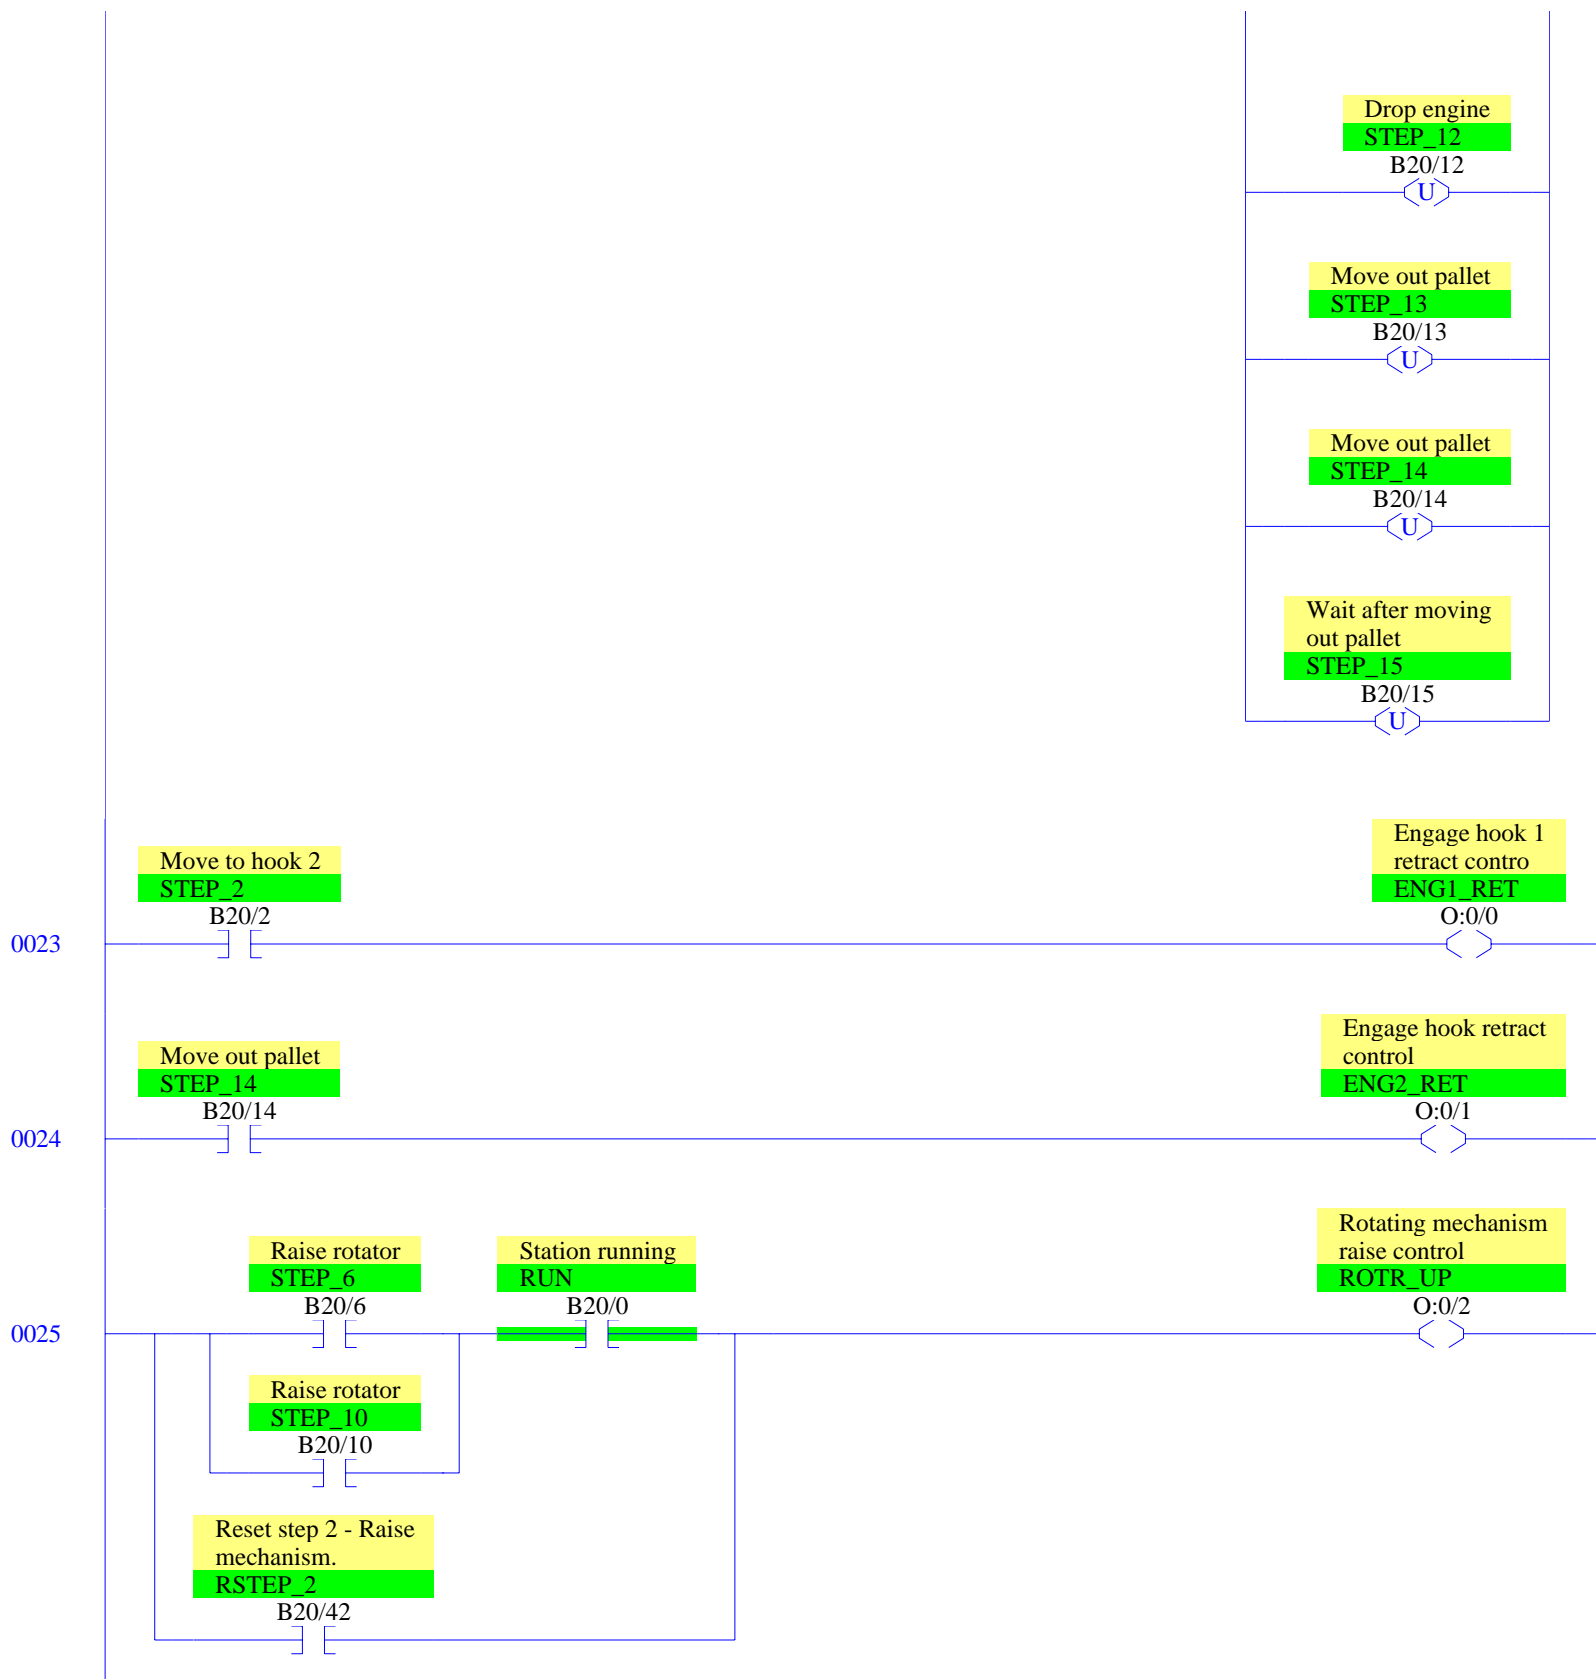 Drop engine
STEP_12
B20/12
U
Move out pallet
STEP_13
B20/13
U
Move out pallet
STEP_14
B20/14
U
Wait after moving
out pallet
STEP_15
B20/15
U
Move to hook 2
STEP_2
B20/2
Engage hook 1
retract contro
ENG1_RET
O:0/0
0023
Move out pallet
STEP_14
B20/14
Engage hook retract
control
ENG2_RET
O:0/1
0024
Raise rotator
STEP_6
B20/6
Station running
RUN
B20/0
Rotating mechanism
raise control
ROTR_UP
O:0/2
0025
Raise rotator
STEP_10
B20/10
Reset step 2 - Raise
mechanism.
RSTEP_2
B20/42